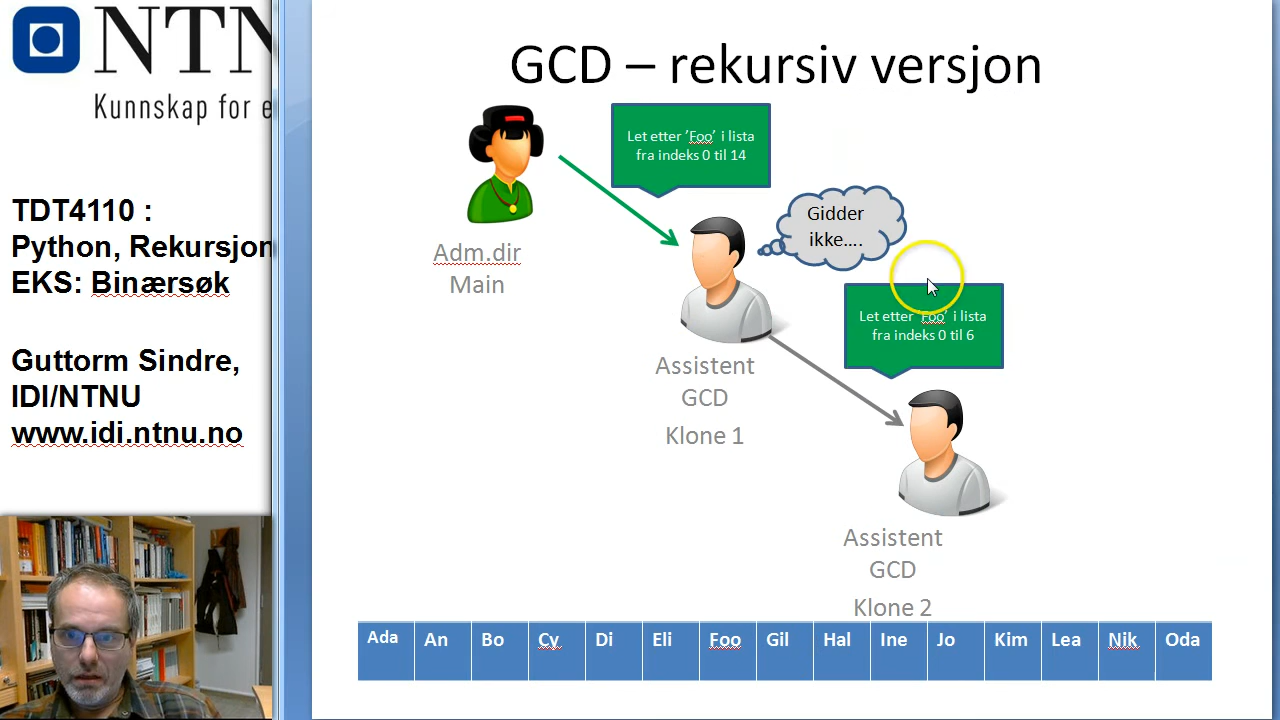 NTN
Kunnskap for e
TDT4110 :
Python, Rekursjon
EKS: Binærsøk
Guttorm Sindre,
IDI/NTNU
www.idi.ntnu.no
GCD – rekursiv versjon
Let etter ’Foo’ i lista
fra indeks 0 til 14
Adm.dir
Main
Gidder
ikke….
Assistent
GCD
Klone 1
Let etter ’Foo’ i lista
fra indeks 0 til 6
Assistent
GCD
Klone 2
Ada An Bo Cy Di Eli Foo Gil Hal Ine Jo Kim Lea Nik Oda